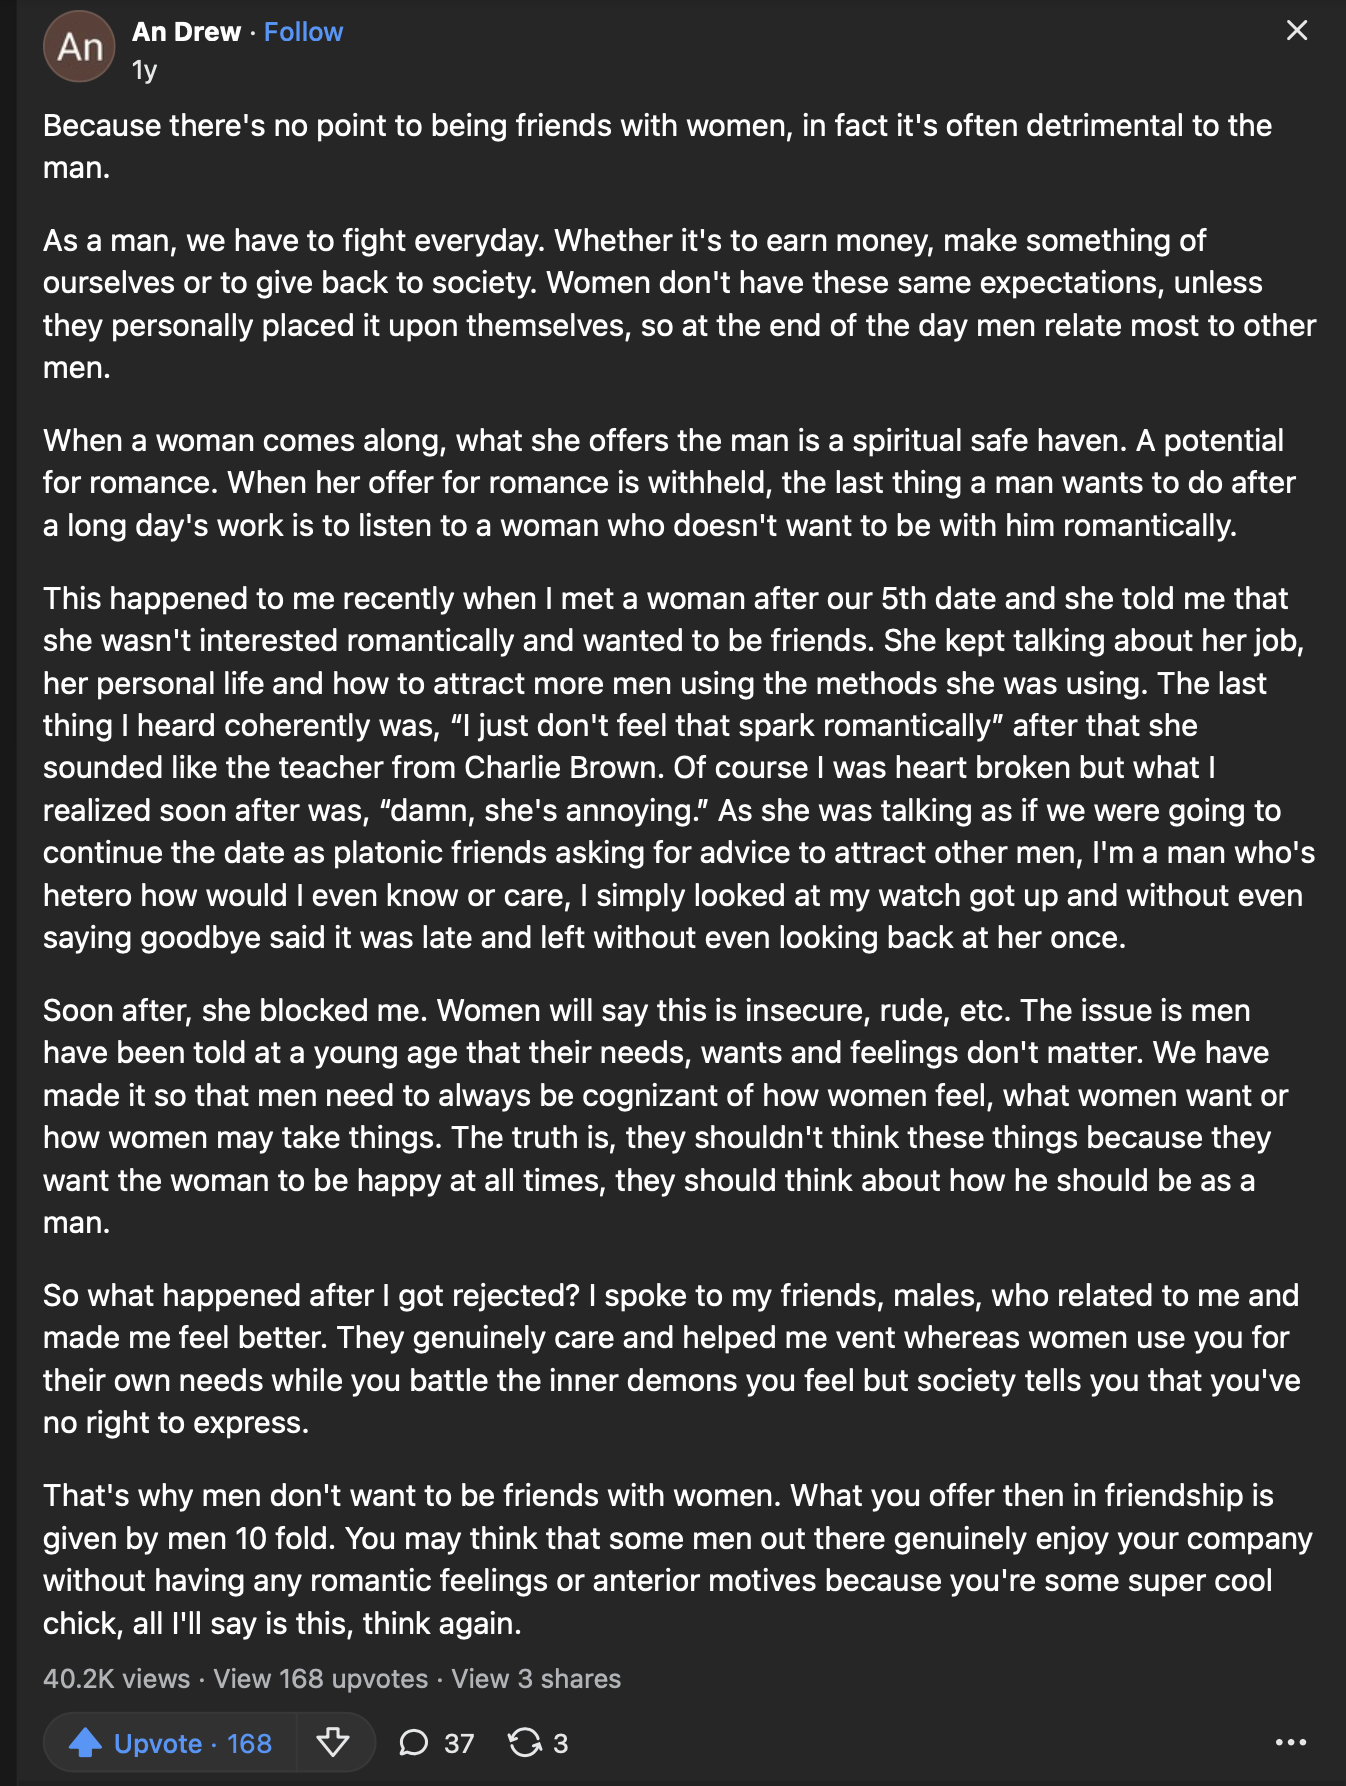 An
An Drew · Follow
1y
Because there's no point to being friends with women, in fact it's often detrimental to the
man.
As a man, we have to fight everyday. Whether it's to earn money, make something of
ourselves or to give back to society. Women don't have these same expectations, unless
they personally placed it upon themselves, so at the end of the day men relate most to other
men.
When a woman comes along, what she offers the man is a spiritual safe haven. A potential
for romance. When her offer for romance is withheld, the last thing a man wants to do after
a long day's work is to listen to a woman who doesn't want to be with him romantically.
This happened to me recently when I met a woman after our 5th date and she told me that
she wasn't interested romantically and wanted to be friends. She kept talking about her job,
her personal life and how to attract more men using the methods she was using. The last
thing I heard coherently was, “I just don't feel that spark romantically” after that she
sounded like the teacher from Charlie Brown. Of course I was heart broken but what I
realized soon after was, “damn, she's annoying.” As she was talking as if we were going to
continue the date as platonic friends asking for advice to attract other men, I'm a man who's
hetero how would I even know or care, I simply looked at my watch got up and without even
saying goodbye said it was late and left without even looking back at her once.
Soon after, she blocked me. Women will say this is insecure, rude, etc. The issue is men
have been told at a young age that their needs, wants and feelings don't matter. We have
made it so that men need to always be cognizant of how women feel, what women want or
how women may take things. The truth is, they shouldn't think these things because they
want the woman to be happy at all times, they should think about how he should be as a
man.
So what happened after I got rejected? I spoke to my friends, males, who related to me and
made me feel better. They genuinely care and helped me vent whereas women use you for
their own needs while you battle the inner demons you feel but society tells you that you've
no right to express.
That's why men don't want to be friends with women. What you offer then in friendship is
given by men 10 fold. You may think that some men out there genuinely enjoy your company
without having any romantic feelings or anterior motives because you're some super cool
chick, all I'll say is this, think again.
40.2K views · View 168 upvotes · View 3 shares
Upvote · 168 37 3